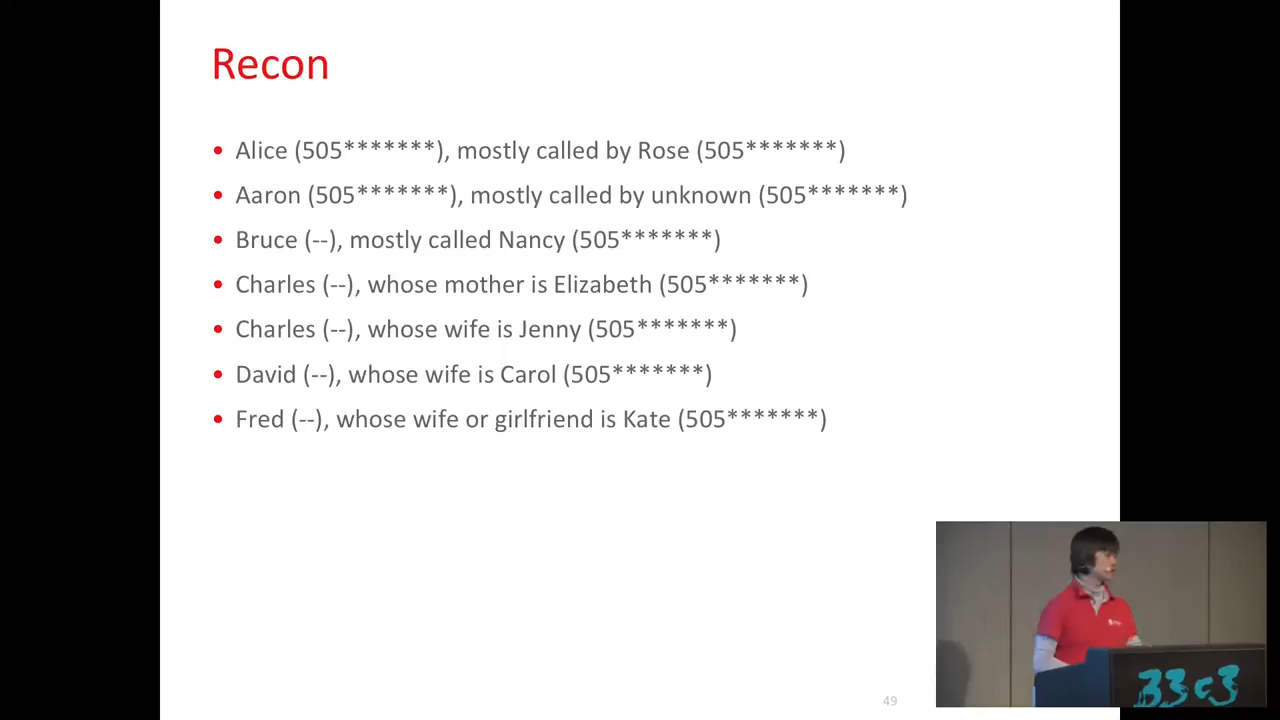 Recon
• Alice (505*******), mostly called by Rose (505*******)
• Aaron (505*******), mostly called by unknown (505*******)
• Bruce (--), mostly called Nancy (505*******)
• Charles (--), whose mother is Elizabeth (505*******)
• Charles (--), whose wife is Jenny (505*******)
• David (--), whose wife is Carol (505*******)
• Fred (--), whose wife or girlfriend is Kate (505*******)
33c3
49